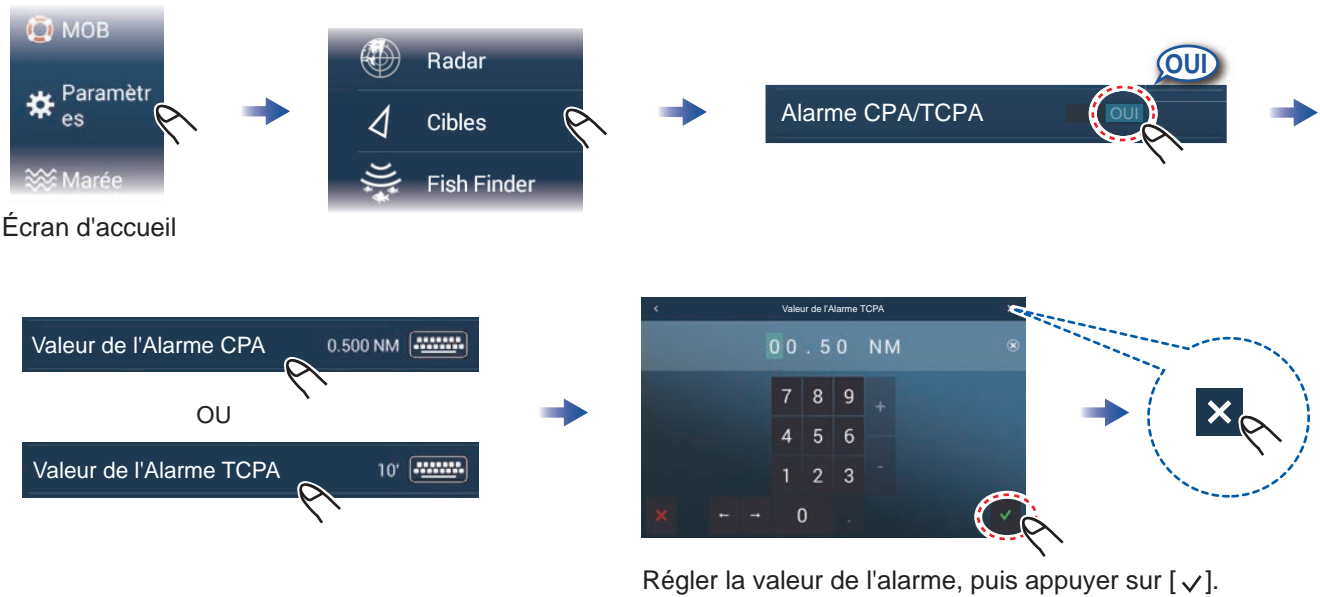 MOB
Paramètr
es
Marée
Écran d'accueil
Radar
Cibles
Fish Finder
OUI
Alarme CPA/TCPA
OUI
Valeur de l'Alarme CPA 0.500 NM
OU
Valeur de l'Alarme TCPA 10'
Valeur de l'Alarme TCPA
00.50 NM
7 8 9 +
4 5 6
1 2 3 -
← → 0 .
Régler la valeur de l'alarme, puis appuyer sur [ ✓].